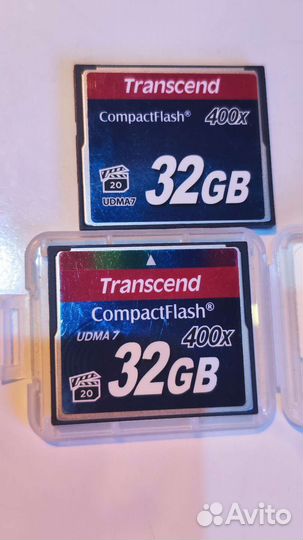 Transcend
CompactFlash® 400x
20
UDMA7
32GB
Transcend
CompactFlash®
UDMA 7 400x
20
32GB
Avito